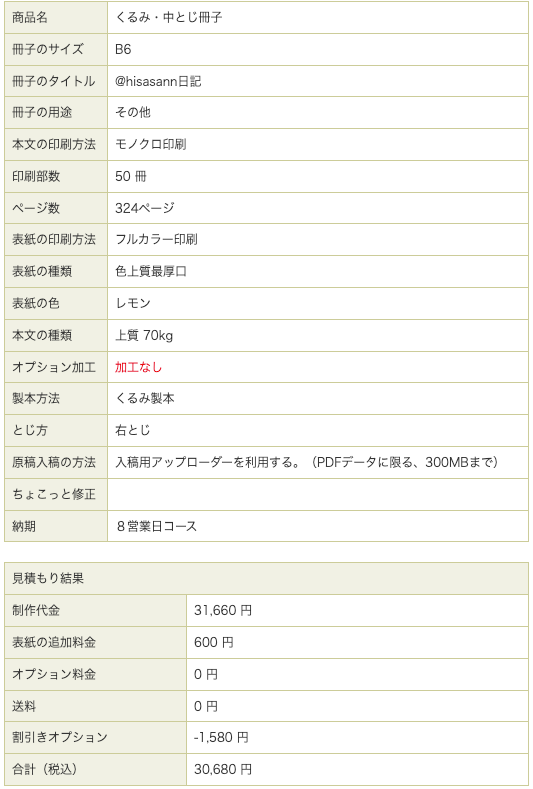 商品名 くるみ・中とじ冊子
冊子のサイズ B6
冊子のタイトル @hisasann日記
冊子の用途 その他
本文の印刷方法 モノクロ印刷
印刷部数 50 冊
ページ数 324ページ
表紙の印刷方法 フルカラー印刷
表紙の種類 色上質最厚口
表紙の色 レモン
本文の種類 上質 70kg
オプション加工 加工なし
製本方法 くるみ製本
とじ方 右とじ
原稿入稿の方法 入稿用アップローダーを利用する。（PDFデータに限る、300MBまで）
ちょこっと修正
納期 ８営業日コース
見積もり結果
制作代金 31,660 円
表紙の追加料金 600 円
オプション料金 0 円
送料 0 円
割引きオプション -1,580 円
合計（税込） 30,680 円